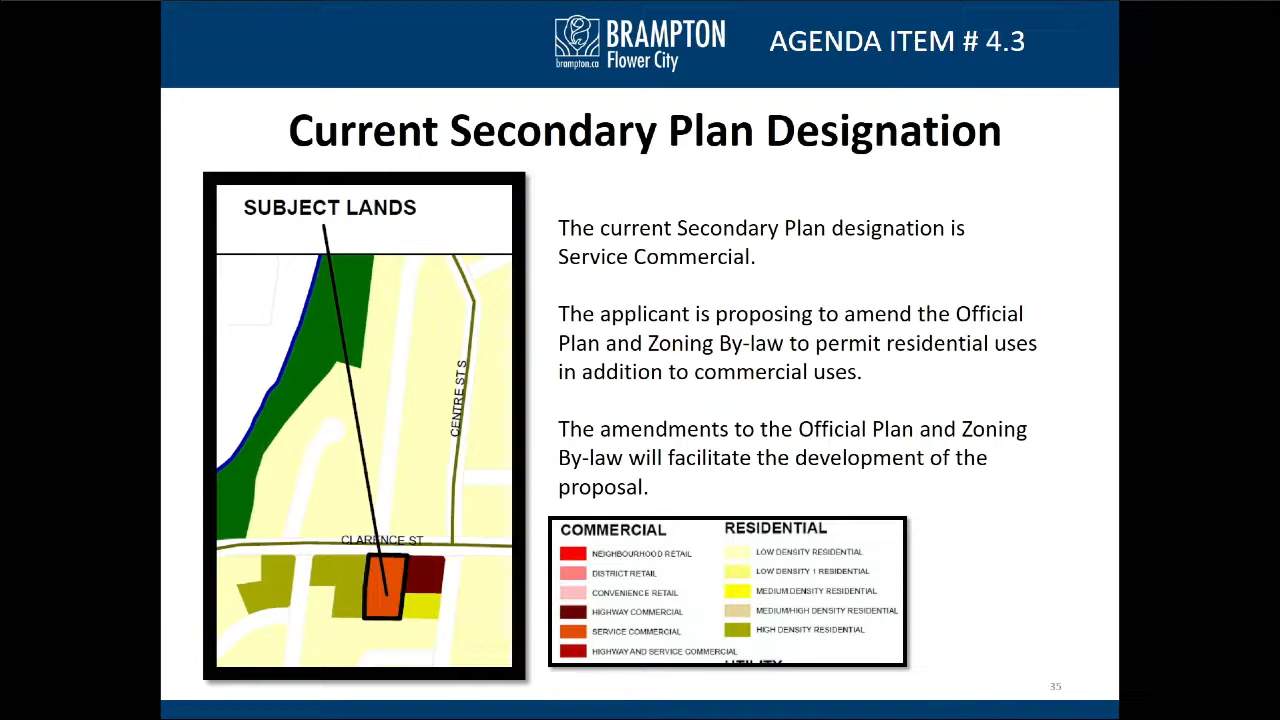 BRAMPTON
brampton.ca
Flower City
AGENDA ITEM # 4.3
Current Secondary Plan Designation
SUBJECT LANDS
CENTRE ST S
CLARENCE ST
The current Secondary Plan designation is
Service Commercial.
The applicant is proposing to amend the Official
Plan and Zoning By-law to permit residential uses
in addition to commercial uses.
The amendments to the Official Plan and Zoning
By-law will facilitate the development of the
proposal.
COMMERCIAL
NEIGHBOURHOOD RETAIL
DISTRICT RETAIL
CONVENIENCE RETAIL
HIGHWAY COMMERCIAL
SERVICE COMMERCIAL
HIGHWAY AND SERVICE COMMERCIAL
RESIDENTIAL
LOW DENSITY RESIDENTIAL
LOW DENSITY 1 RESIDENTIAL
MEDIUM DENSITY RESIDENTIAL
MEDIUM/HIGH DENSITY RESIDENTIAL
HIGH DENSITY RESIDENTIAL
UTILITY
35